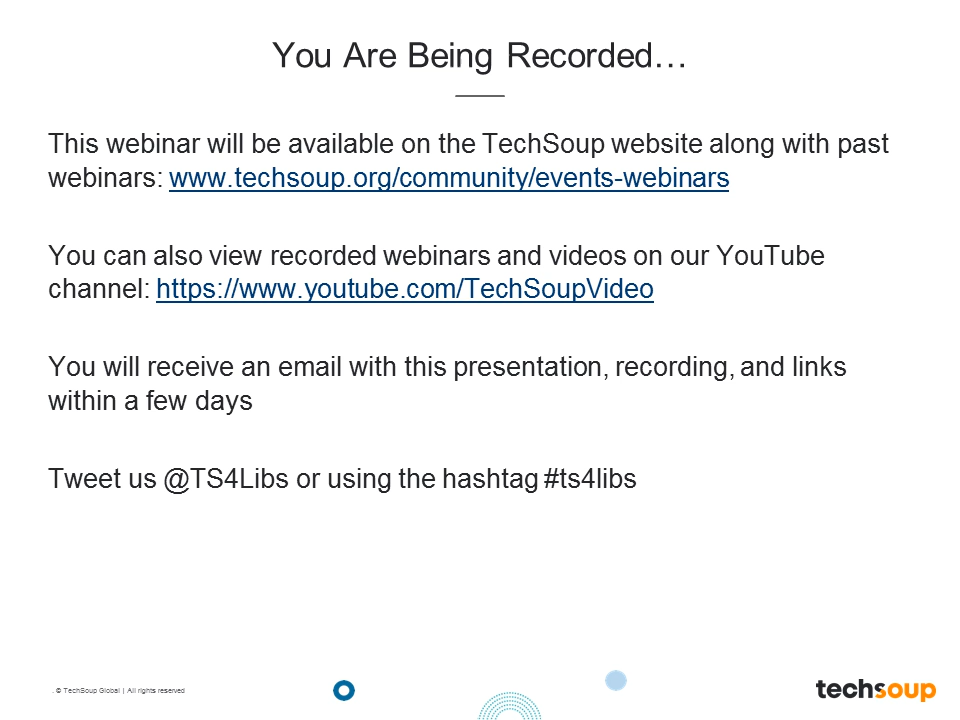 You Are Being Recorded…
This webinar will be available on the TechSoup website along with past
webinars: www.techsoup.org/community/events-webinars
You can also view recorded webinars and videos on our YouTube
channel: https://www.youtube.com/TechSoupVideo
You will receive an email with this presentation, recording, and links
within a few days
Tweet us @TS4Libs or using the hashtag #ts4libs
. © TechSoup Global | All rights reserved
techsoup